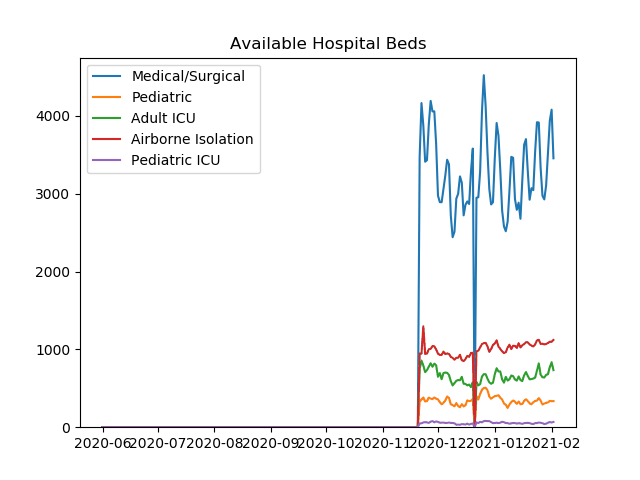 Available Hospital Beds
Medical/Surgical
Pediatric
Adult ICU
Airborne Isolation
Pediatric ICU
4000
3000
2000
1000
0
2020-06 2020-07 2020-08 2020-09 2020-10 2020-11 2020-12 2021-01 2021-02